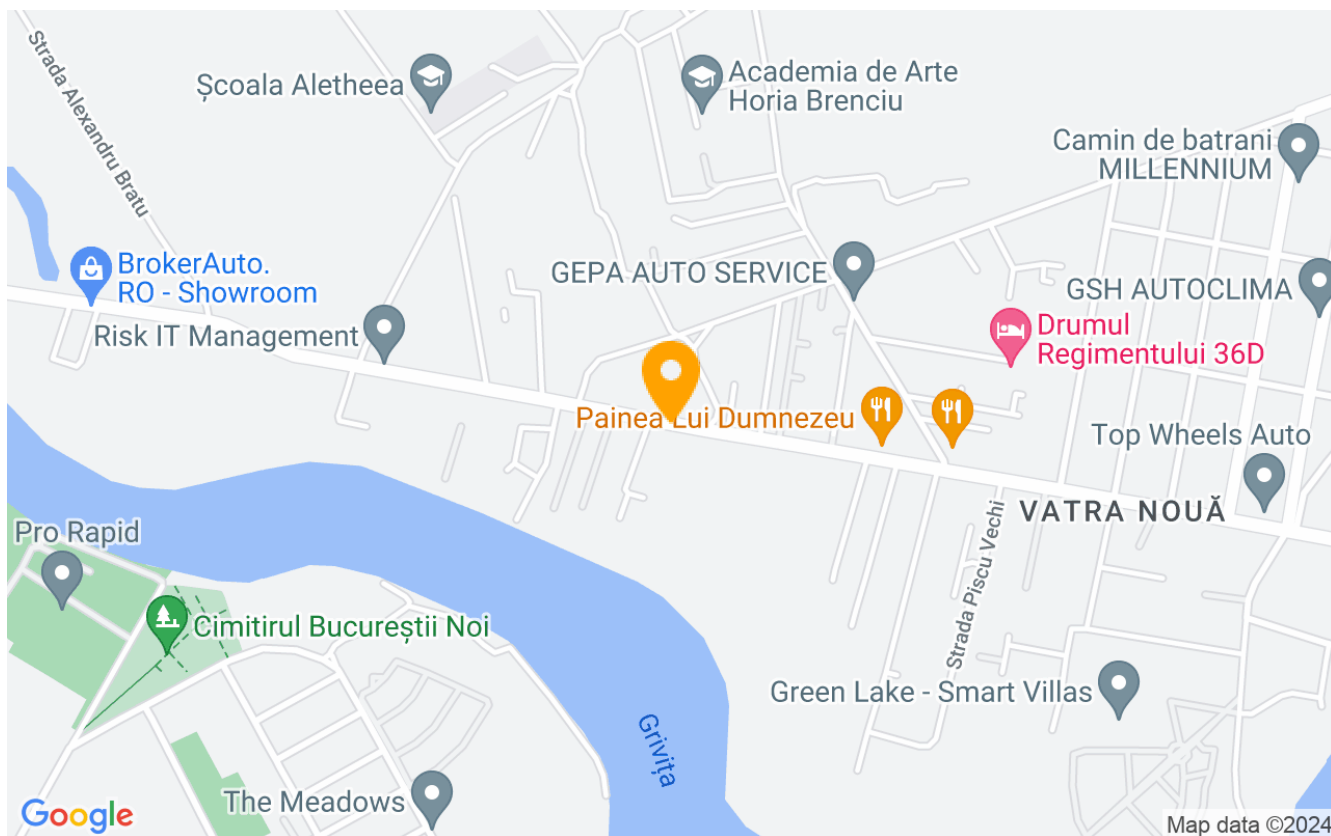 Strada Alexandru Bratu
Școala Aletheea
Academia de Arte
Horia Brenciu
Camin de batrani
MILLENNIUM
BrokerAuto.
RO - Showroom
GEPA AUTO SERVICE
GSH AUTOCLIMA
Risk IT Management
Drumul
Regimentului 36D
Painea Lui Dumnezeu
Top Wheels Auto
VATRA NOUĂ
Pro Rapid
Strada Piscu Vechi
Cimitirul Bucureștii Noi
Green Lake - Smart Villas
Grivița
The Meadows
Google
Map data ©2024